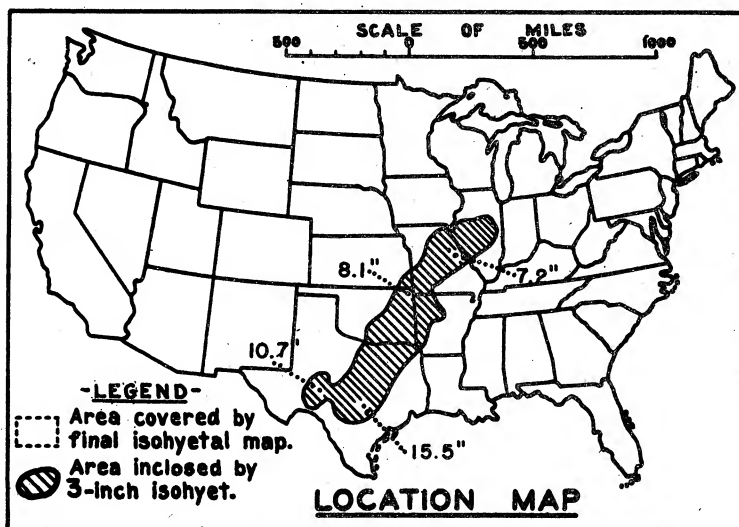 SCALE OF MILES
500 0 500 1000
8.1"
7.2"
10.7"
15.5"
-LEGEND-
Area covered by
final isohyetal map.
Area inclosed by
3-inch isohyet.
LOCATION MAP